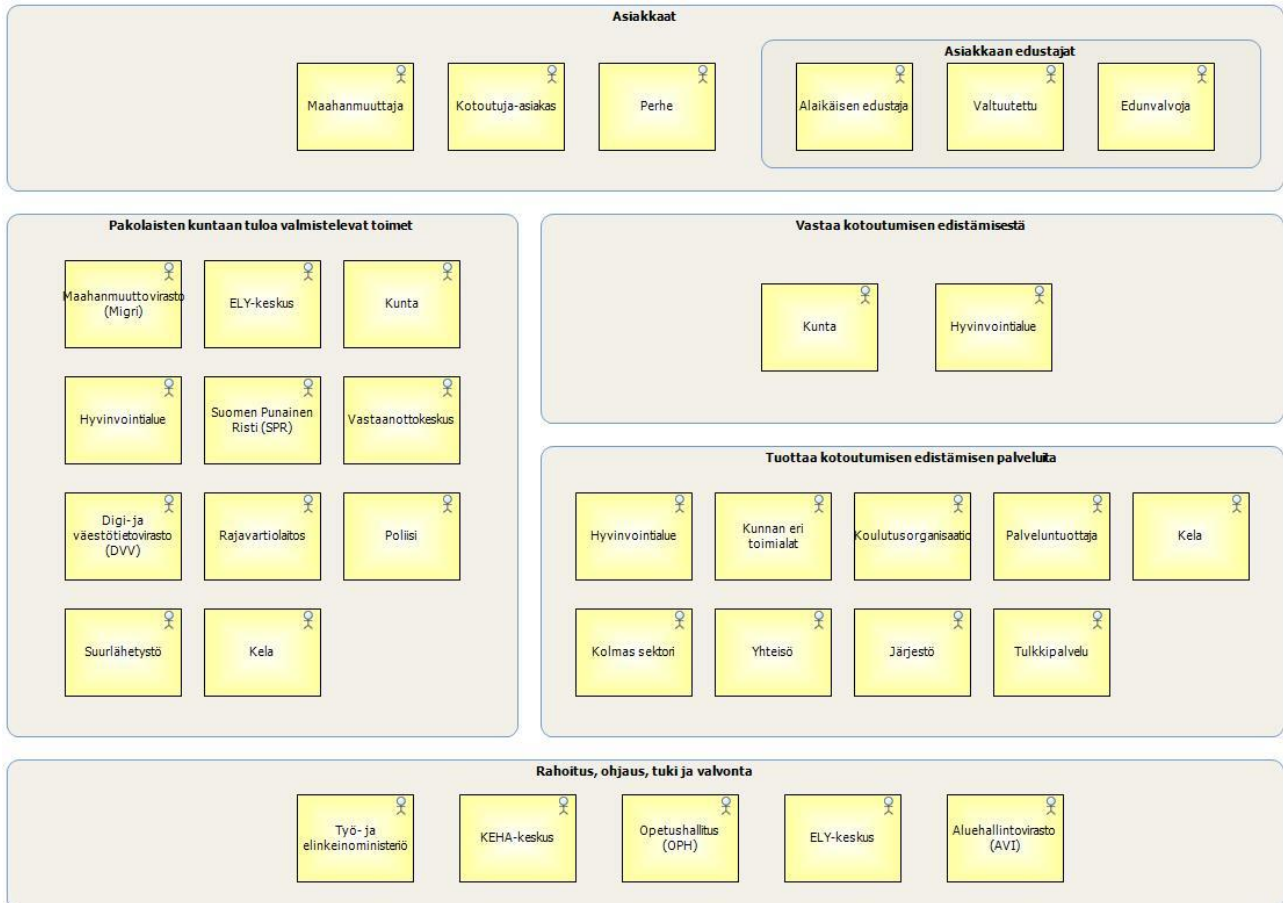 Asiakkaat
Asiakkaan edustajat
Maahanmuuttaja
Kotoutuja-asiakas
Perhe
Alaikäisen edustaja
Valtuutettu
Edunvalvoja
Pakolaisten kuntaan tuloa valmistelevat toimet
Maahanmuuttovirasto
(Migri)
ELY-keskus
Kunta
Hyvinvointialue
Suomen Punainen
Risti (SPR)
Vastaanottokeskus
Digi- ja
väestötietovirasto
(DVV)
Rajavartiolaitos
Poliisi
Suurlähetystö
Kela
Vastaa kotoutumisen edistämisestä
Kunta
Hyvinvointialue
Tuottaa kotoutumisen edistämisen palveluita
Hyvinvointialue
Kunnan eri
toimialat
Koulutusorganisaatio
Palveluntuottaja
Kela
Kolmas sektori
Yhteisö
Järjestö
Tulkkipalvelu
Rahoitus, ohjaus, tuki ja valvonta
Työ- ja
elinkeinoministeriö
KEHA-keskus
Opetushallitus
(OPH)
ELY-keskus
Aluehallintovirasto
(AVI)